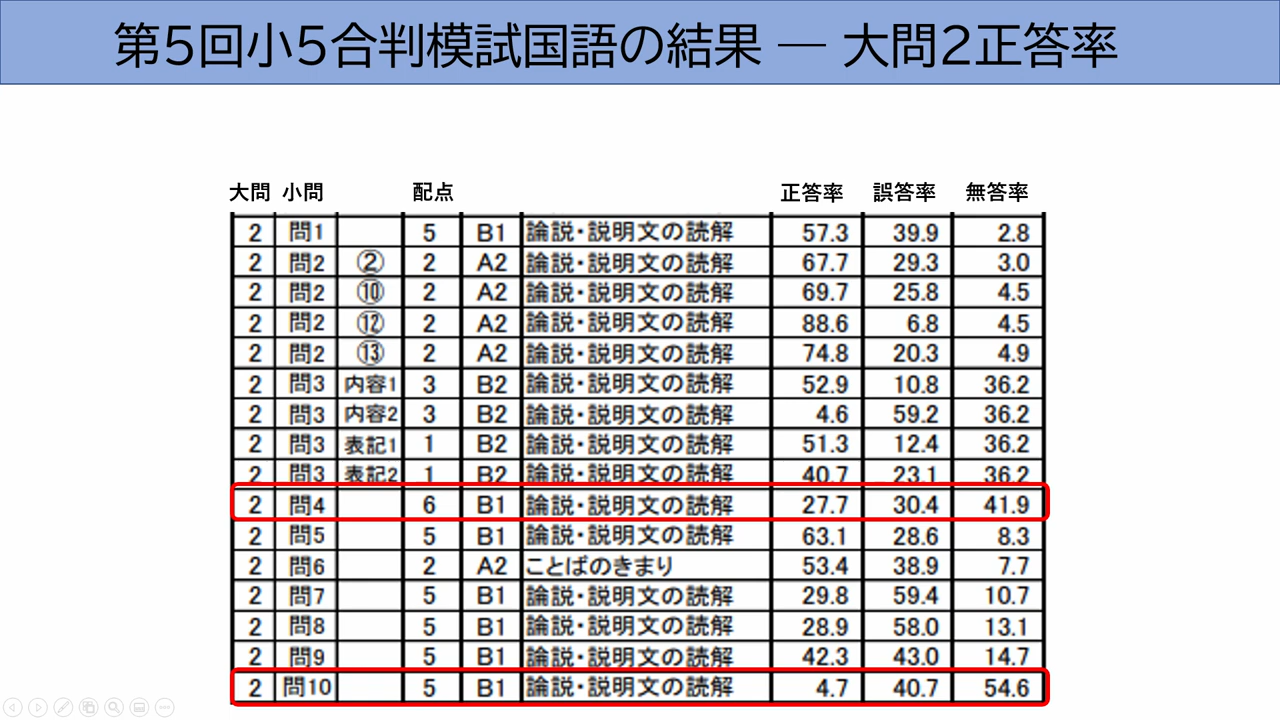 第5回小5合判模試国語の結果 ― 大問2正答率
大問 小問 配点 正答率 誤答率 無答率
2 問1 5 B1 論説・説明文の読解 57.3 39.9 2.8
2 問2 ② 2 A2 論説・説明文の読解 67.7 29.3 3.0
2 問2 ⑩ 2 A2 論説・説明文の読解 69.7 25.8 4.5
2 問2 ⑫ 2 A2 論説・説明文の読解 88.6 6.8 4.5
2 問2 ⑬ 2 A2 論説・説明文の読解 74.8 20.3 4.9
2 問3 内容1 3 B2 論説・説明文の読解 52.9 10.8 36.2
2 問3 内容2 3 B2 論説・説明文の読解 4.6 59.2 36.2
2 問3 表記1 1 B2 論説・説明文の読解 51.3 12.4 36.2
2 問3 表記2 1 B2 論説・説明文の読解 40.7 23.1 36.2
2 問4 6 B1 論説・説明文の読解 27.7 30.4 41.9
2 問5 5 B1 論説・説明文の読解 63.1 28.6 8.3
2 問6 2 A2 ことばのきまり 53.4 38.9 7.7
2 問7 5 B1 論説・説明文の読解 29.8 59.4 10.7
2 問8 5 B1 論説・説明文の読解 28.9 58.0 13.1
2 問9 5 B1 論説・説明文の読解 42.3 43.0 14.7
2 問10 5 B1 論説・説明文の読解 4.7 40.7 54.6